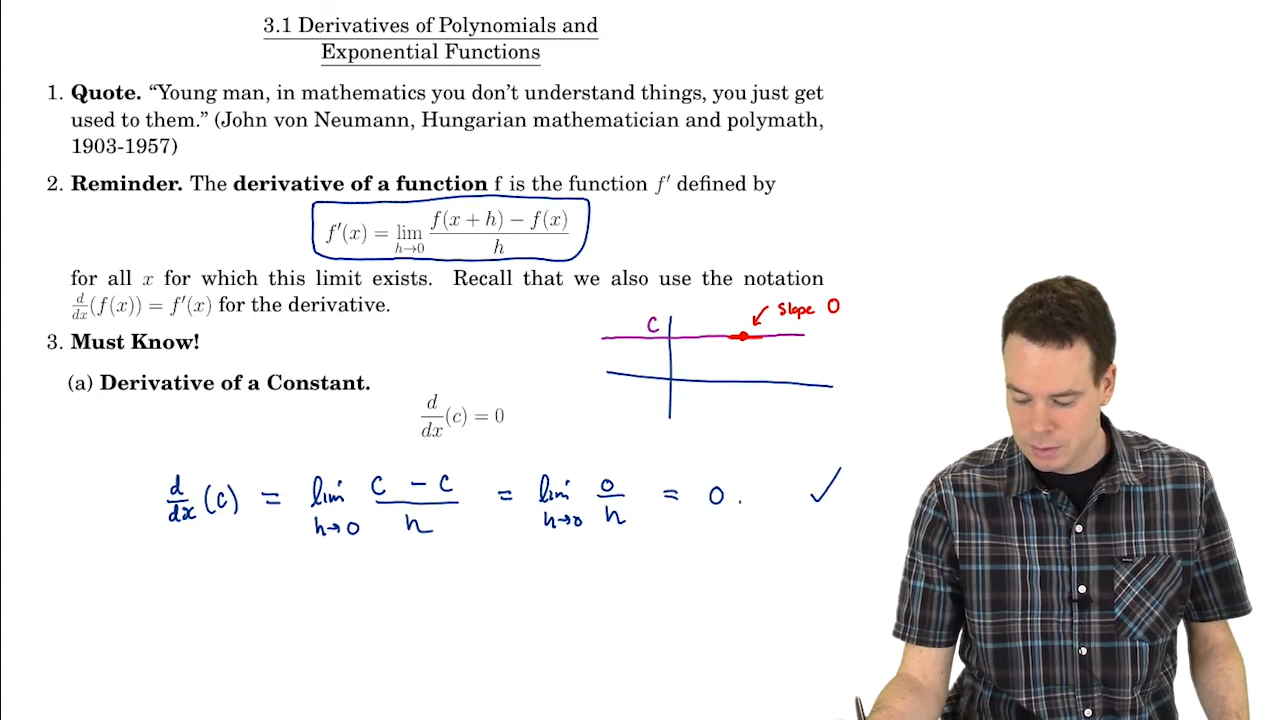 3.1 Derivatives of Polynomials and
Exponential Functions
1. Quote. “Young man, in mathematics you don’t understand things, you just get
used to them.” (John von Neumann, Hungarian mathematician and polymath,
1903-1957)
2. Reminder. The derivative of a function f is the function f′ defined by
f′(x) = lim h→0 f(x + h) − f(x) / h
for all x for which this limit exists. Recall that we also use the notation
d/dx (f(x)) = f′(x) for the derivative.
Slope 0
C
3. Must Know!
(a) Derivative of a Constant.
d/dx (c) = 0
d/dx (c) = lim h→0 c − c / h = lim h→0 0/h = 0. ✓